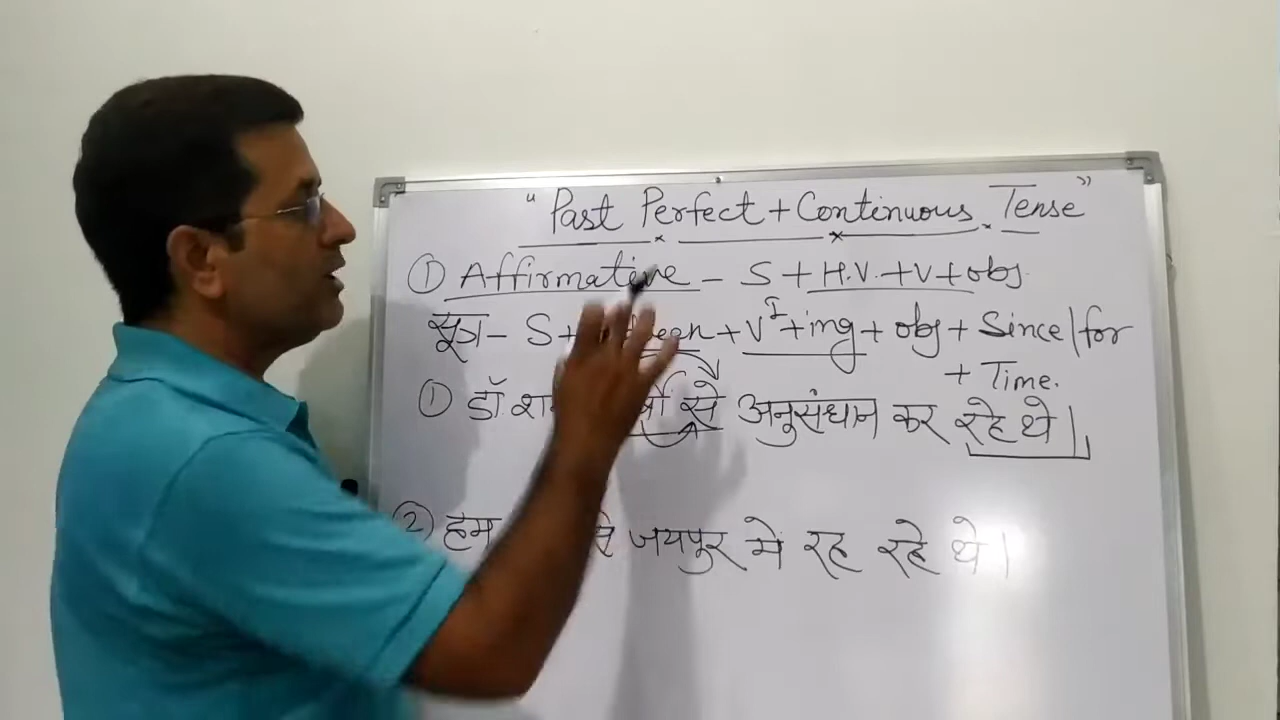 "Past Perfect + Continuous Tense"
① Affirmative - S + H.V. + V + obj.
सूत्र - S + + V^I + ing + obj + Since/for
+ Time.
① डॉ से अनुसंधान कर रहे थे।
② हम जयपुर में रह रहे थे।